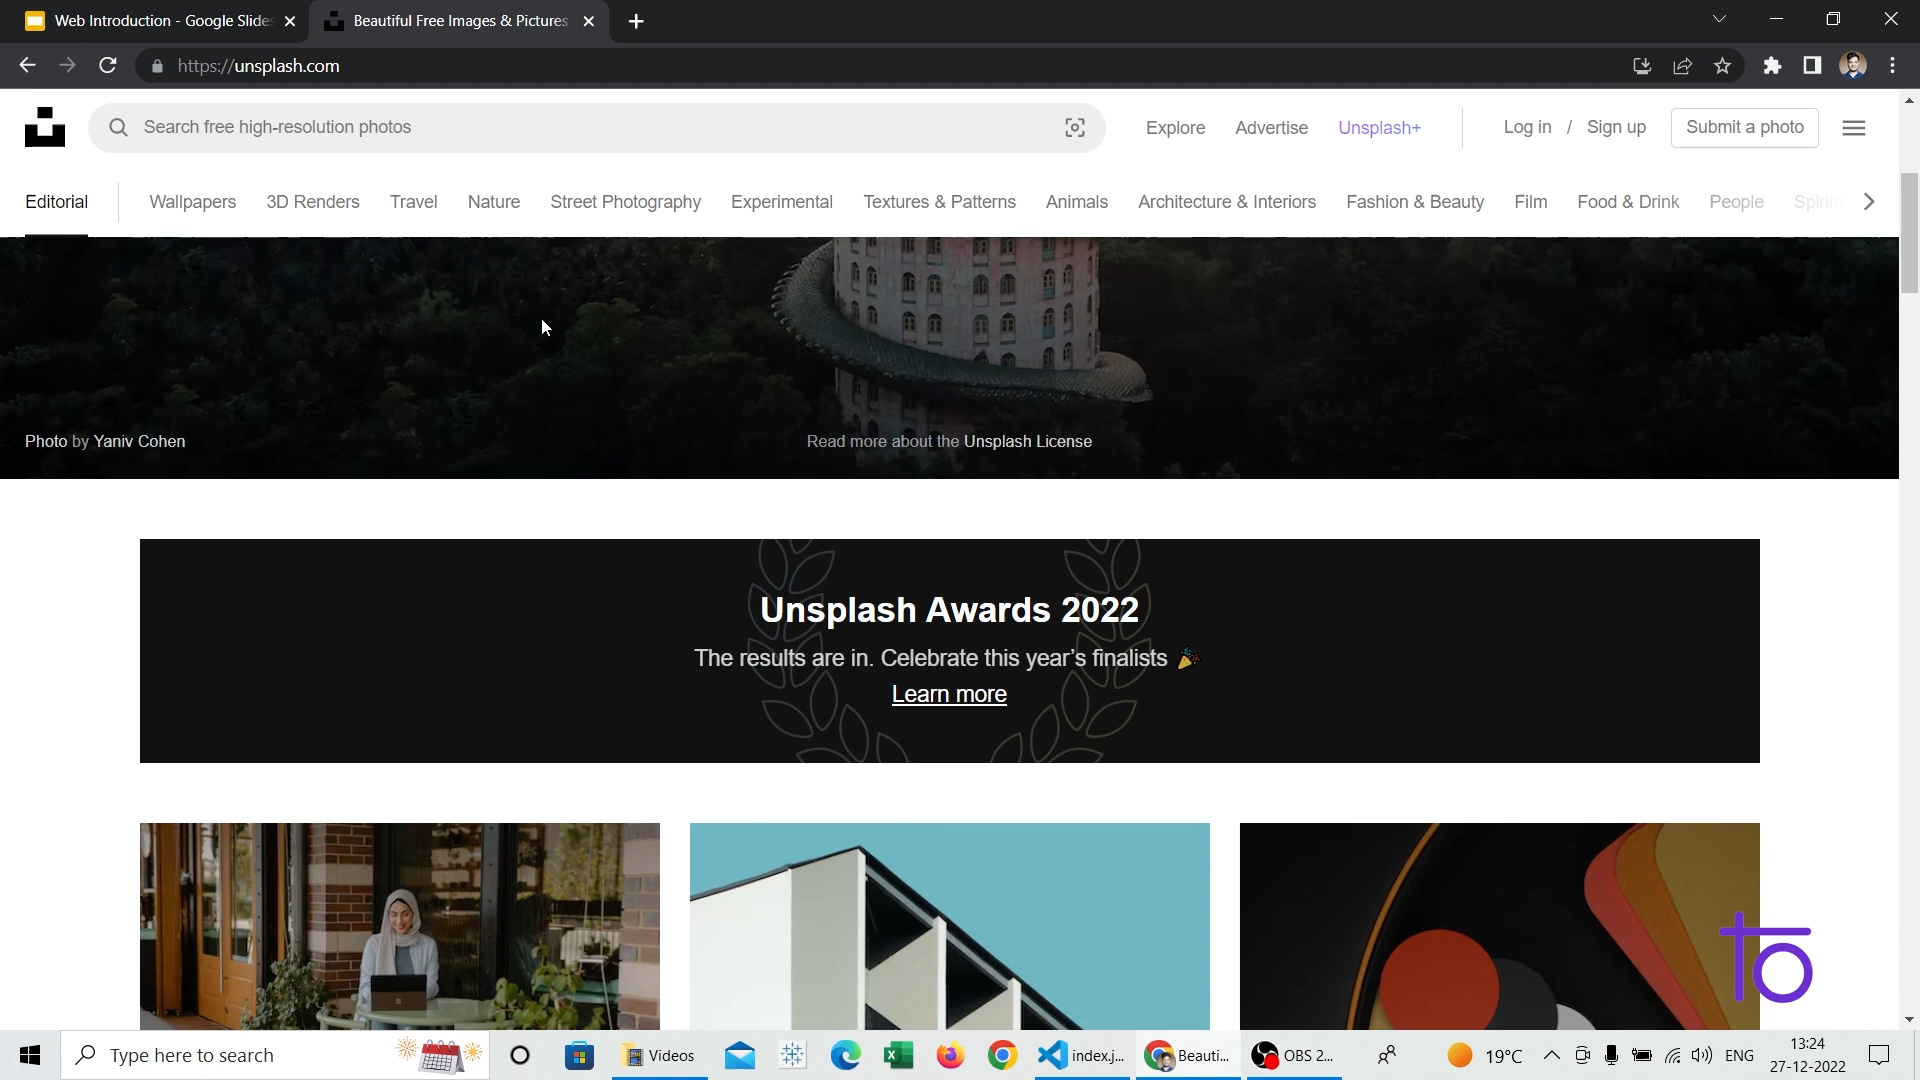 Web Introduction - Google Slide
Beautiful Free Images & Pictures
https://unsplash.com
Search free high-resolution photos
Explore
Advertise
Unsplash+
Log in / Sign up
Submit a photo
Editorial
Wallpapers
3D Renders
Travel
Nature
Street Photography
Experimental
Textures & Patterns
Animals
Architecture & Interiors
Fashion & Beauty
Film
Food & Drink
People
Photo by Yaniv Cohen
Read more about the Unsplash License
Unsplash Awards 2022
The results are in. Celebrate this year's finalists 🎉
Learn more
Type here to search
Videos
index.j...
Beauti...
OBS 2...
19°C
ENG
13:24
27-12-2022